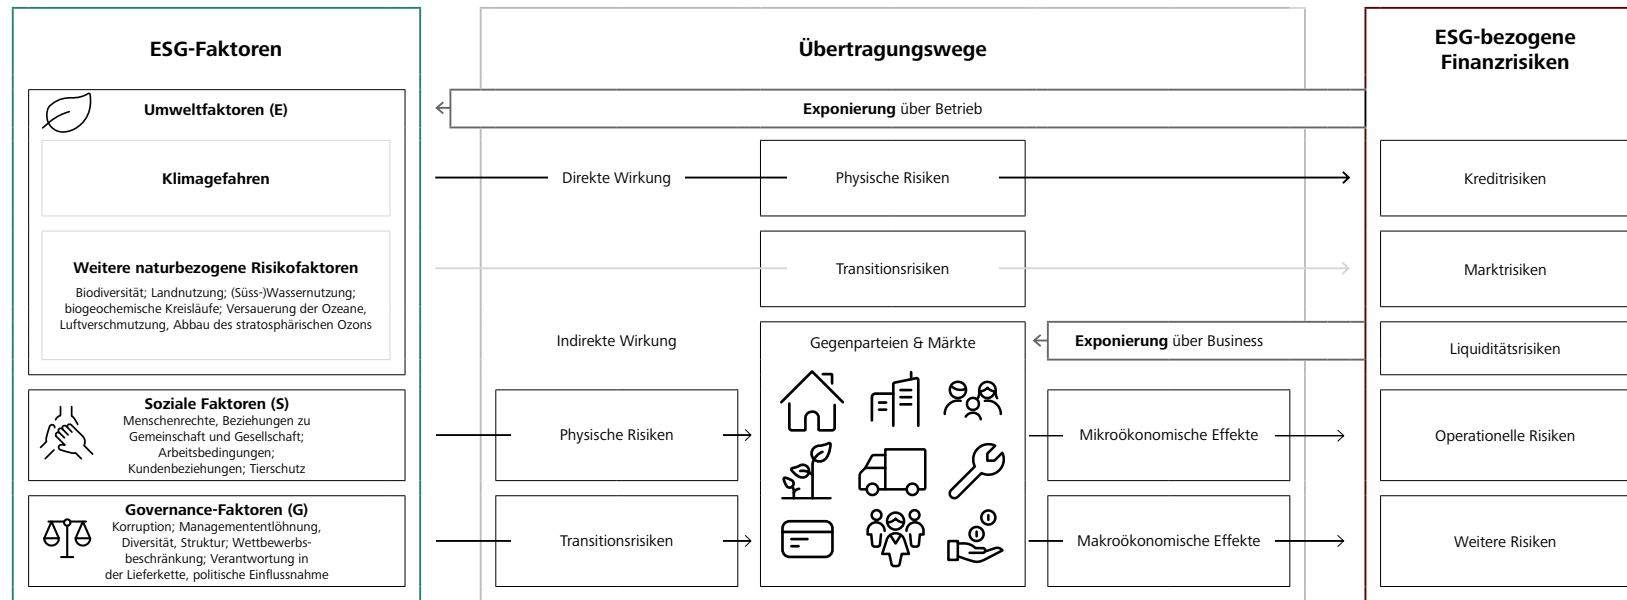 ESG-Faktoren
Umweltfaktoren (E)
Klimagefahren
Weitere naturbezogene Risikofaktoren
Biodiversität; Landnutzung; (Süss-)Wassernutzung;
biogeochemische Kreisläufe; Versauerung der Ozeane,
Luftverschmutzung, Abbau des stratosphärischen Ozons
Soziale Faktoren (S)
Menschenrechte, Beziehungen zu
Gemeinschaft und Gesellschaft;
Arbeitsbedingungen;
Kundenbeziehungen; Tierschutz
Governance-Faktoren (G)
Korruption; Managemententlöhnung,
Diversität, Struktur; Wettbewerbs-
beschränkung; Verantwortung in
der Lieferkette, politische Einflussnahme
Übertragungswege
Exponierung über Betrieb
Direkte Wirkung
Physische Risiken
Transitionsrisiken
Indirekte Wirkung
Gegenparteien & Märkte
Exponierung über Business
Physische Risiken
Mikroökonomische Effekte
Transitionsrisiken
Makroökonomische Effekte
ESG-bezogene
Finanzrisiken
Kreditrisiken
Marktrisiken
Liquiditätsrisiken
Operationelle Risiken
Weitere Risiken